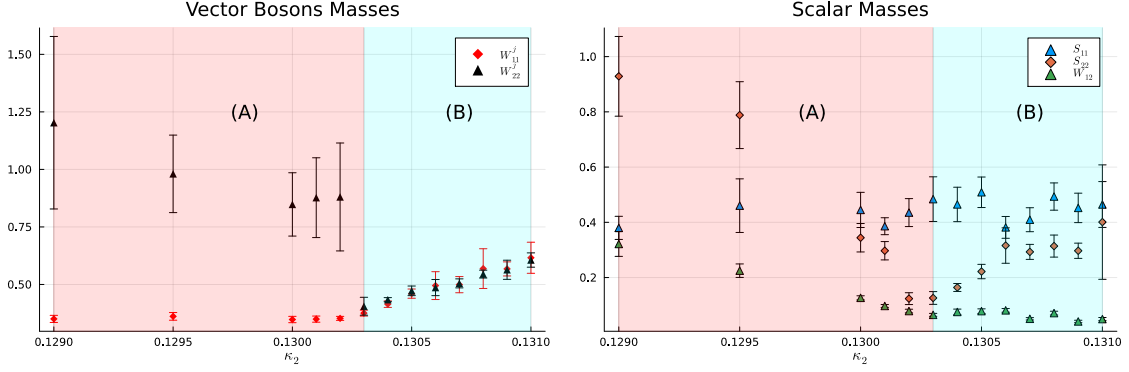 Vector Bosons Masses
W^j_11
W^j_22
(A)
(B)
1.50
1.25
1.00
0.75
0.50
0.1290
0.1295
0.1300
0.1305
0.1310
κ_2
Scalar Masses
S_11
S_22
W_12
(A)
(B)
1.0
0.8
0.6
0.4
0.2
0.1290
0.1295
0.1300
0.1305
0.1310
κ_2